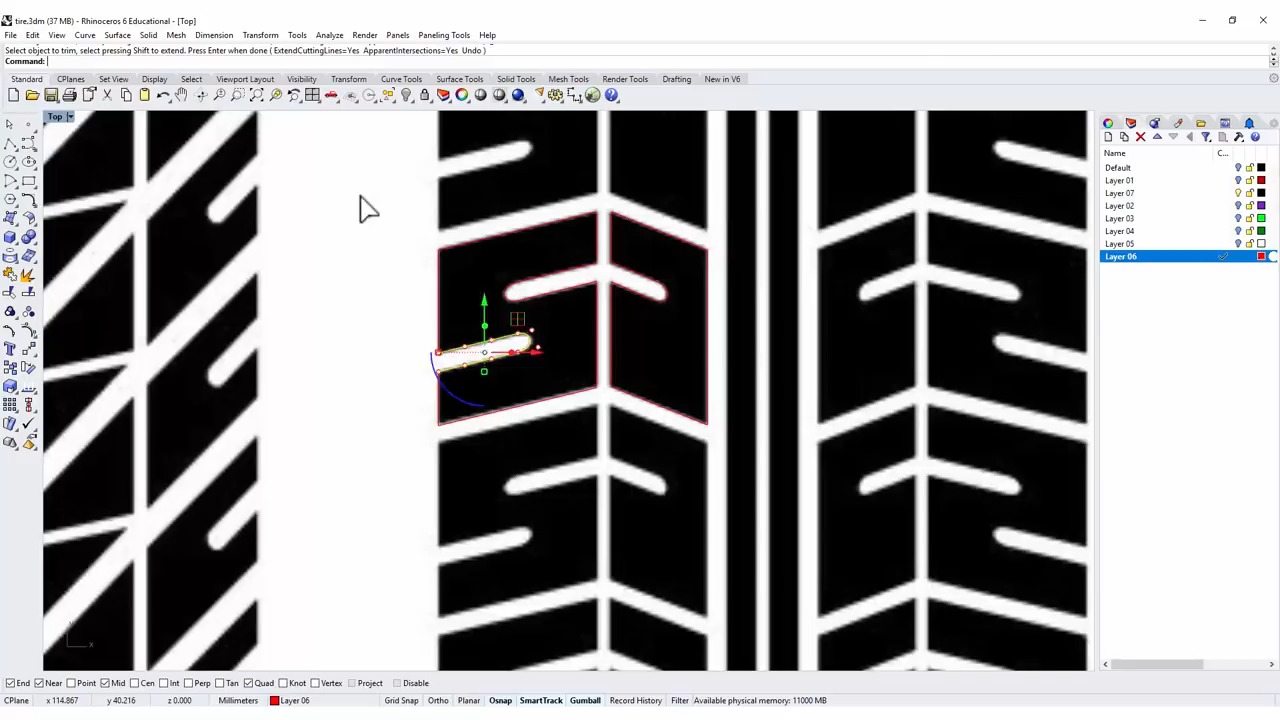 tire.3dm (37 MB) - Rhinoceros 6 Educational - [Top]
File Edit View Curve Surface Solid Mesh Dimension Transform Tools Analyze Render Panels Paneling Tools Help
Select object to trim, select pressing Shift to extend. Press Enter when done ( ExtendCuttingLines=Yes ApparentIntersections=Yes Undo )
Command:
Standard CPlanes Set View Display Select Viewport Layout Visibility Transform Curve Tools Surface Tools Solid Tools Mesh Tools Render Tools Drafting New in V6
Top
Name C...
Default
Layer 01
Layer 07
Layer 02
Layer 03
Layer 04
Layer 05
Layer 06
x
End Near Point Mid Cen Int Perp Tan Quad Knot Vertex Project Disable
CPlane x 114.867 y 40.216 z 0.000 Millimeters Layer 06 Grid Snap Ortho Planar Osnap SmartTrack Gumball Record History Filter Available physical memory: 11000 MB